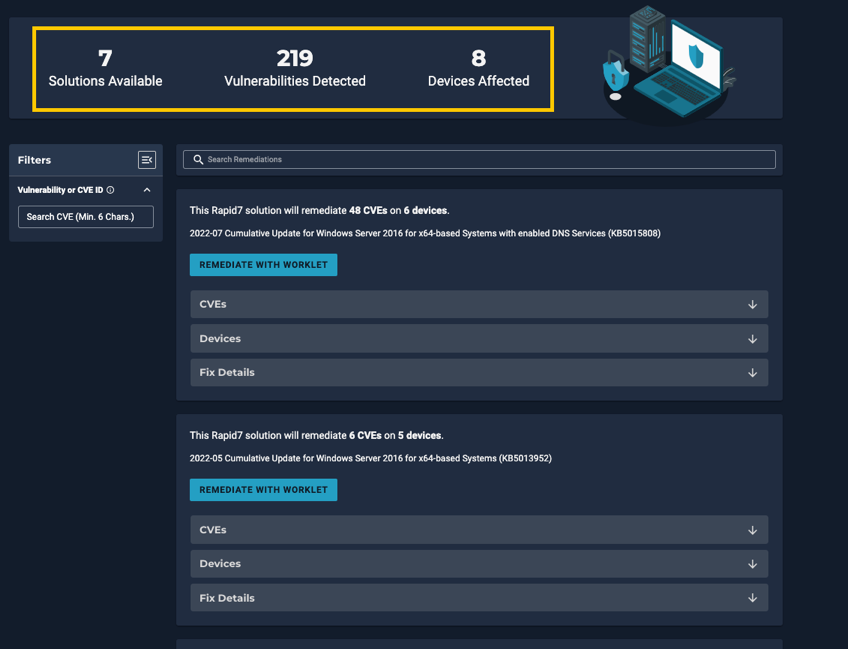 7
Solutions Available
219
Vulnerabilities Detected
8
Devices Affected
Filters
Vulnerability or CVE ID
Search CVE (Min. 6 Chars.)
Search Remediations
This Rapid7 solution will remediate 48 CVEs on 6 devices.
2022-07 Cumulative Update for Windows Server 2016 for x64-based Systems with enabled DNS Services (KB5015808)
REMEDIATE WITH WORKLET
CVEs
Devices
Fix Details
This Rapid7 solution will remediate 6 CVEs on 5 devices.
2022-05 Cumulative Update for Windows Server 2016 for x64-based Systems (KB5013952)
REMEDIATE WITH WORKLET
CVEs
Devices
Fix Details